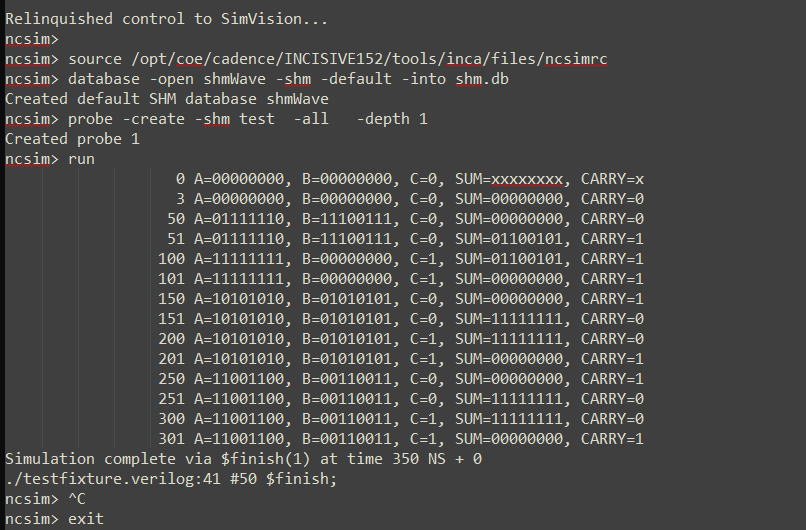 Relinquished control to SimVision...
ncsim>
ncsim> source /opt/coe/cadence/INCISIVE152/tools/inca/files/ncsimrc
ncsim> database -open shmWave -shm -default -into shm.db
Created default SHM database shmWave
ncsim> probe -create -shm test  -all   -depth 1
Created probe 1
ncsim> run
0 A=00000000, B=00000000, C=0, SUM=xxxxxxxx, CARRY=x
3 A=00000000, B=00000000, C=0, SUM=00000000, CARRY=0
50 A=01111110, B=11100111, C=0, SUM=00000000, CARRY=0
51 A=01111110, B=11100111, C=0, SUM=01100101, CARRY=1
100 A=11111111, B=00000000, C=1, SUM=01100101, CARRY=1
101 A=11111111, B=00000000, C=1, SUM=00000000, CARRY=1
150 A=10101010, B=01010101, C=0, SUM=00000000, CARRY=1
151 A=10101010, B=01010101, C=0, SUM=11111111, CARRY=0
200 A=10101010, B=01010101, C=1, SUM=11111111, CARRY=0
201 A=10101010, B=01010101, C=1, SUM=00000000, CARRY=1
250 A=11001100, B=00110011, C=0, SUM=00000000, CARRY=1
251 A=11001100, B=00110011, C=0, SUM=11111111, CARRY=0
300 A=11001100, B=00110011, C=1, SUM=11111111, CARRY=0
301 A=11001100, B=00110011, C=1, SUM=00000000, CARRY=1
Simulation complete via $finish(1) at time 350 NS + 0
./testfixture.verilog:41 #50 $finish;
ncsim> ^C
ncsim> exit